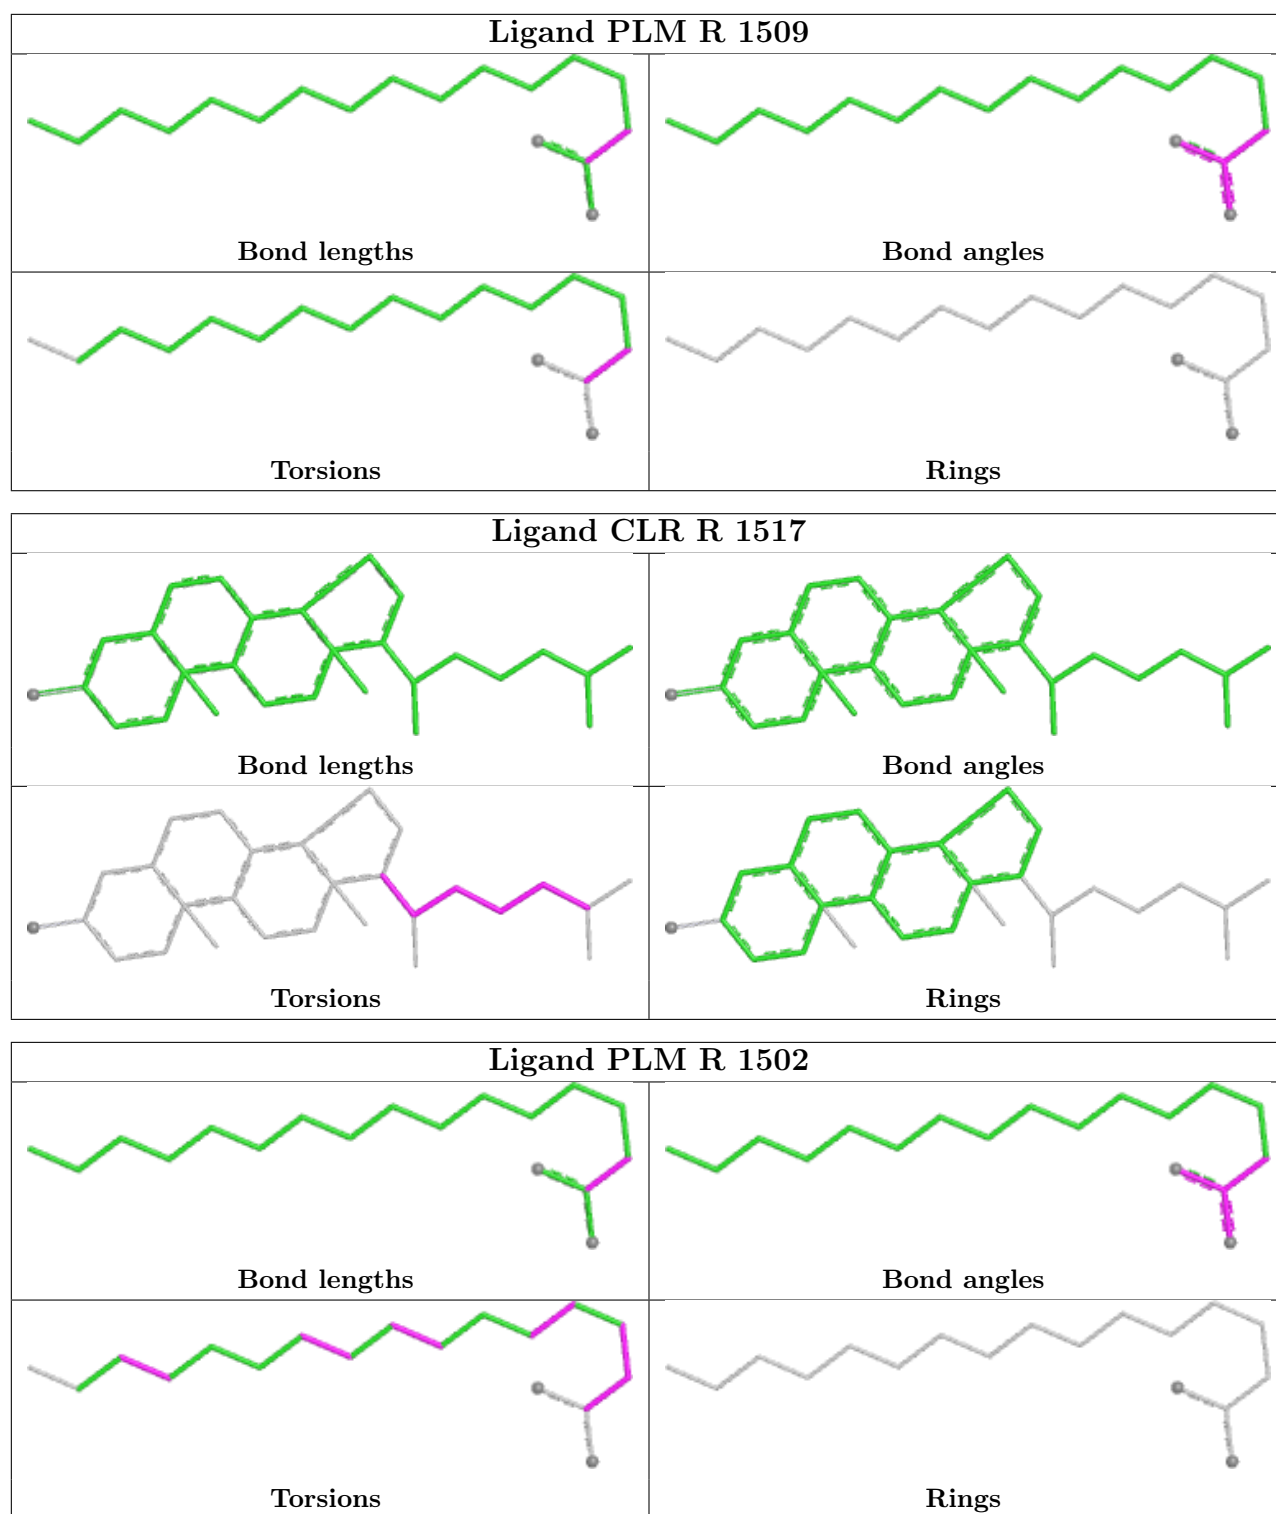 Ligand PLM R 1509
Bond lengths
Bond angles
Torsions
Rings
Ligand CLR R 1517
Bond lengths
Bond angles
Torsions
Rings
Ligand PLM R 1502
Bond lengths
Bond angles
Torsions
Rings